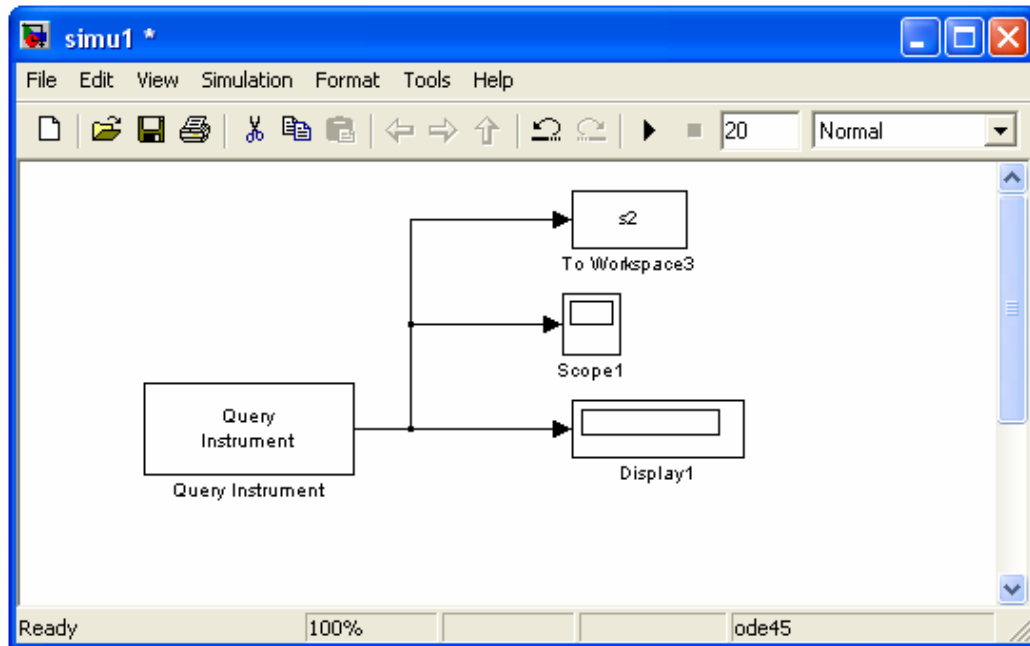 simu1 *
File Edit View Simulation Format Tools Help
20 Normal
s2
To Workspace3
Scope1
Query
Instrument
Query Instrument
Display1
Ready 100% ode45